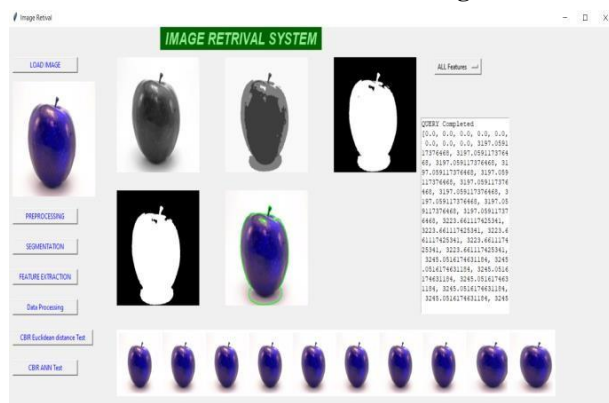 Image Retival
IMAGE RETRIVAL SYSTEM
LOAD IMAGE
ALL Features
QUERY Completed
[0.0, 0.0, 0.0, 0.0, 0.0,
0.0, 0.0, 0.0, 3197.0591
17376468, 3197.0591173764
68, 3197.059117376468, 31
97.059117376468, 3197.059
117376468, 3197.059117376
468, 3197.059117376468, 3
197.059117376468, 3197.05
9117376468, 3197.05911737
6468, 3223.661117425341,
3223.661117425341, 3223.6
61117425341, 3223.6611174
25341, 3223.661117425341,
3245.0516174631184, 3245
.0516174631184, 3245.0516
174631184, 3245.051617463
1184, 3245.0516174631184,
3245.0516174631184, 3245
PREPROCESSING
SEGMENTATION
FEATURE EXTRACTION
Data Processing
CBIR Euclidean distance Test
CBIR ANN Test